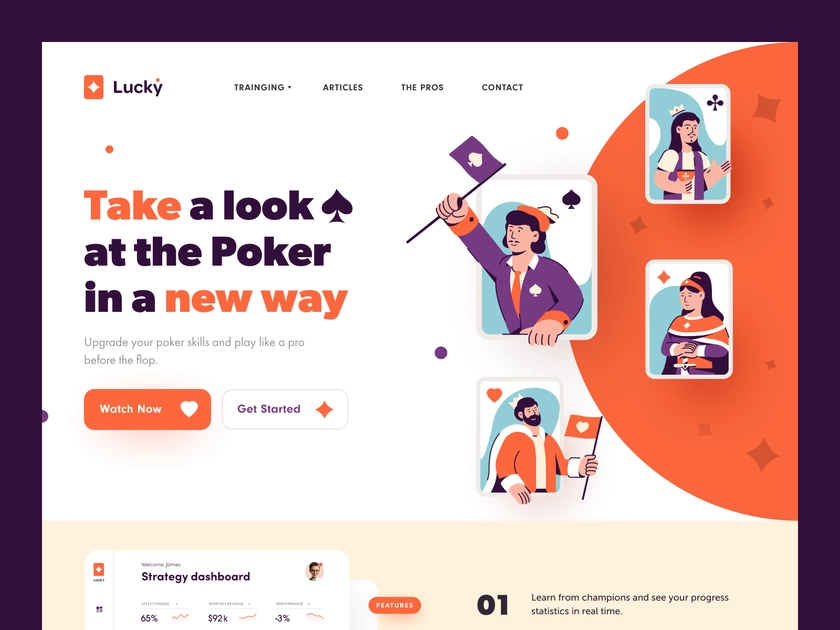 Lucky
TRAINGING
ARTICLES
THE PROS
CONTACT
Take a look
at the Poker
in a new way
Upgrade your poker skills and play like a pro
before the flop.
Watch Now
Get Started
LUCKY
Welcome, James
Strategy dashboard
EFFECTIVENESS
MONTHLY REVENUE
PERFORMANCE
65%
$92k
-3%
FEATURES
01
Learn from champions and see your progress
statistics in real time.